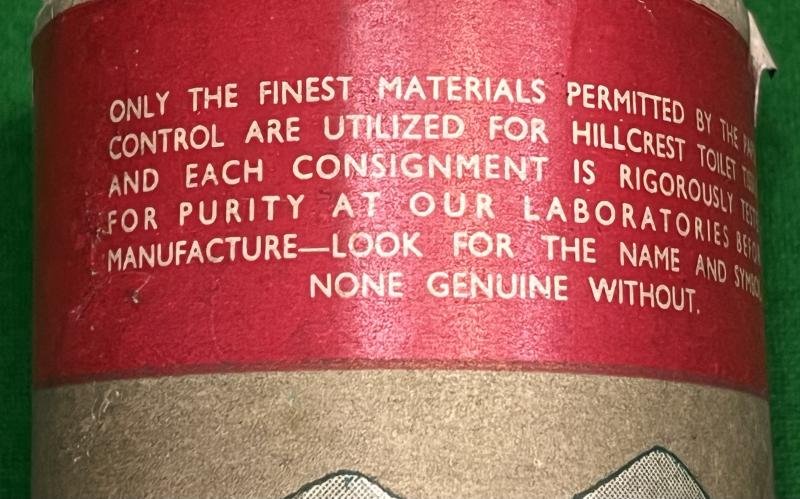 ONLY THE FINEST MATERIALS PERMITTED BY THE
CONTROL ARE UTILIZED FOR HILLCREST TOILET
AND EACH CONSIGNMENT IS RIGOROUSLY
FOR PURITY AT OUR LABORATORIES
MANUFACTURE—LOOK FOR THE NAME AND
NONE GENUINE WITHOUT.